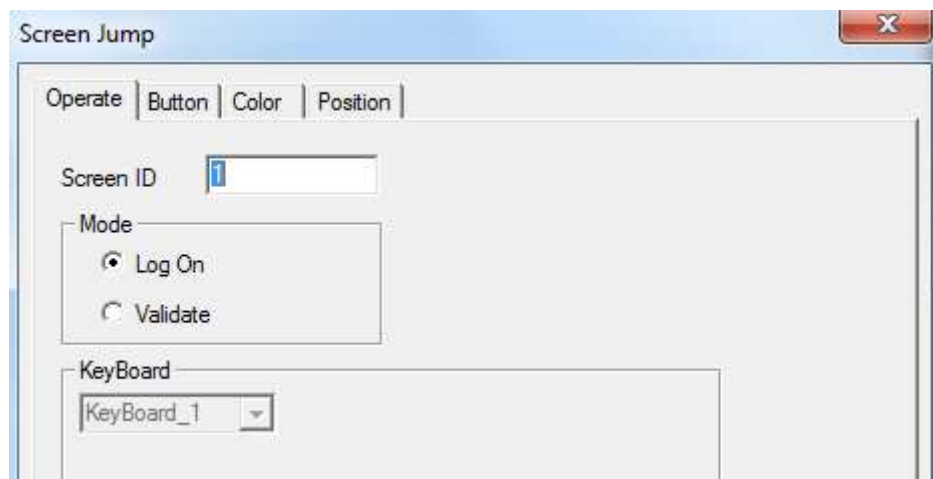 Screen Jump
Operate Button Color Position
Screen ID 1
Mode
Log On
Validate
KeyBoard
KeyBoard_1